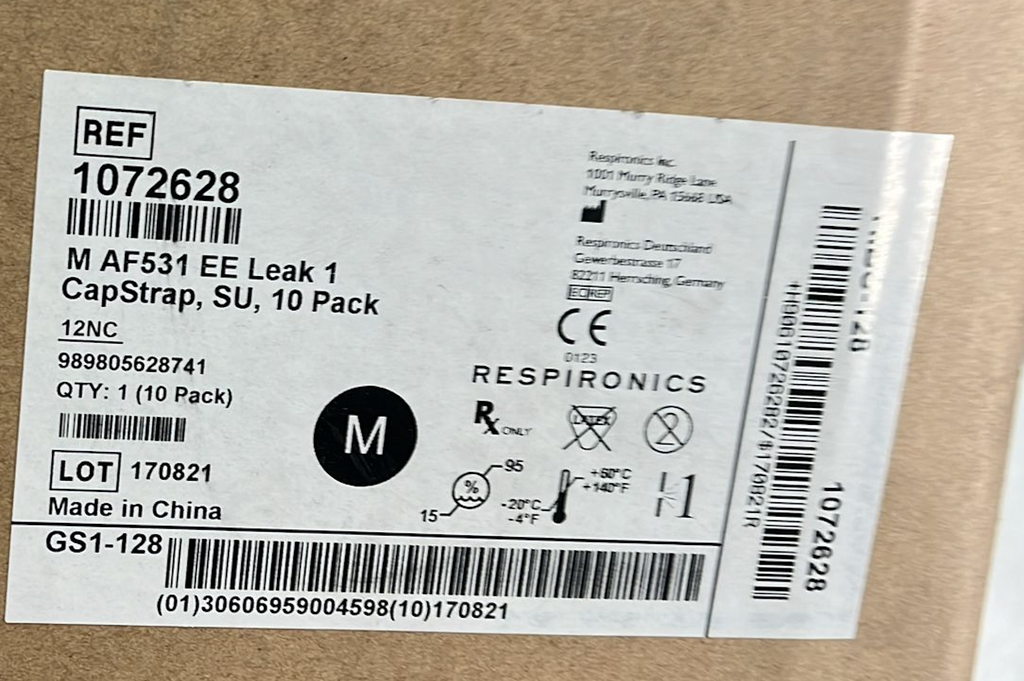 REF
1072628
M AF531 EE Leak 1
CapStrap, SU, 10 Pack
12NC
989805628741
QTY: 1 (10 Pack)
LOT 170821
Made in China
M
Respironics Inc.
1001 Murry Ridge Lane
Murrysville, PA 15668 USA
Respironics Deutschland
Gewerbestrasse 17
82211 Herrsching, Germany
EC REP
CE
0123
RESPIRONICS
Rx ONLY
LATEX
2
%
95
15
+60°C
+140°F
-20°C
-4°F
1
GS1-128
(01)30606959004598(10)170821
1072628